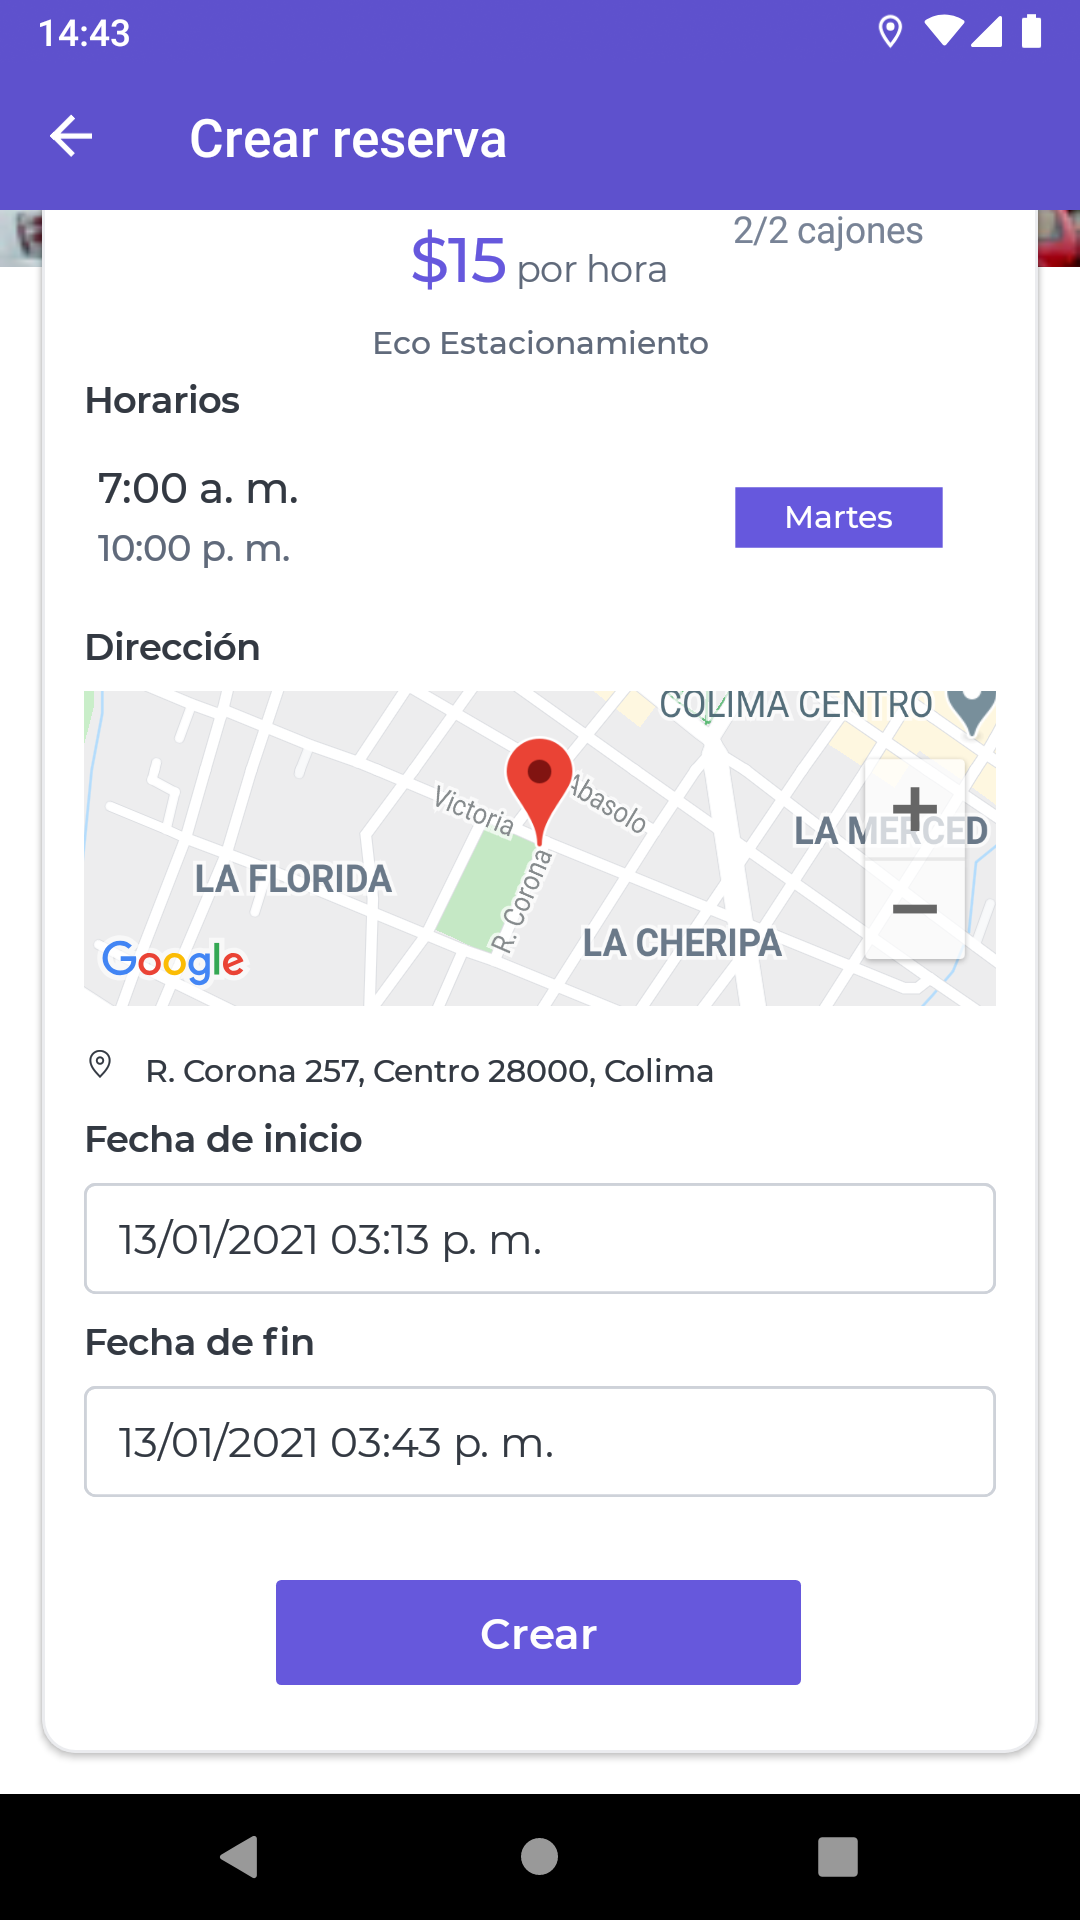 14:43
Crear reserva
2/2 cajones
$15 por hora
Eco Estacionamiento
Horarios
7:00 a. m.
10:00 p. m.
Martes
Dirección
COLIMA CENTRO
Victoria
Abasolo
LA MERCED
LA FLORIDA
R. Corona
LA CHERIPA
Google
R. Corona 257, Centro 28000, Colima
Fecha de inicio
13/01/2021 03:13 p. m.
Fecha de fin
13/01/2021 03:43 p. m.
Crear